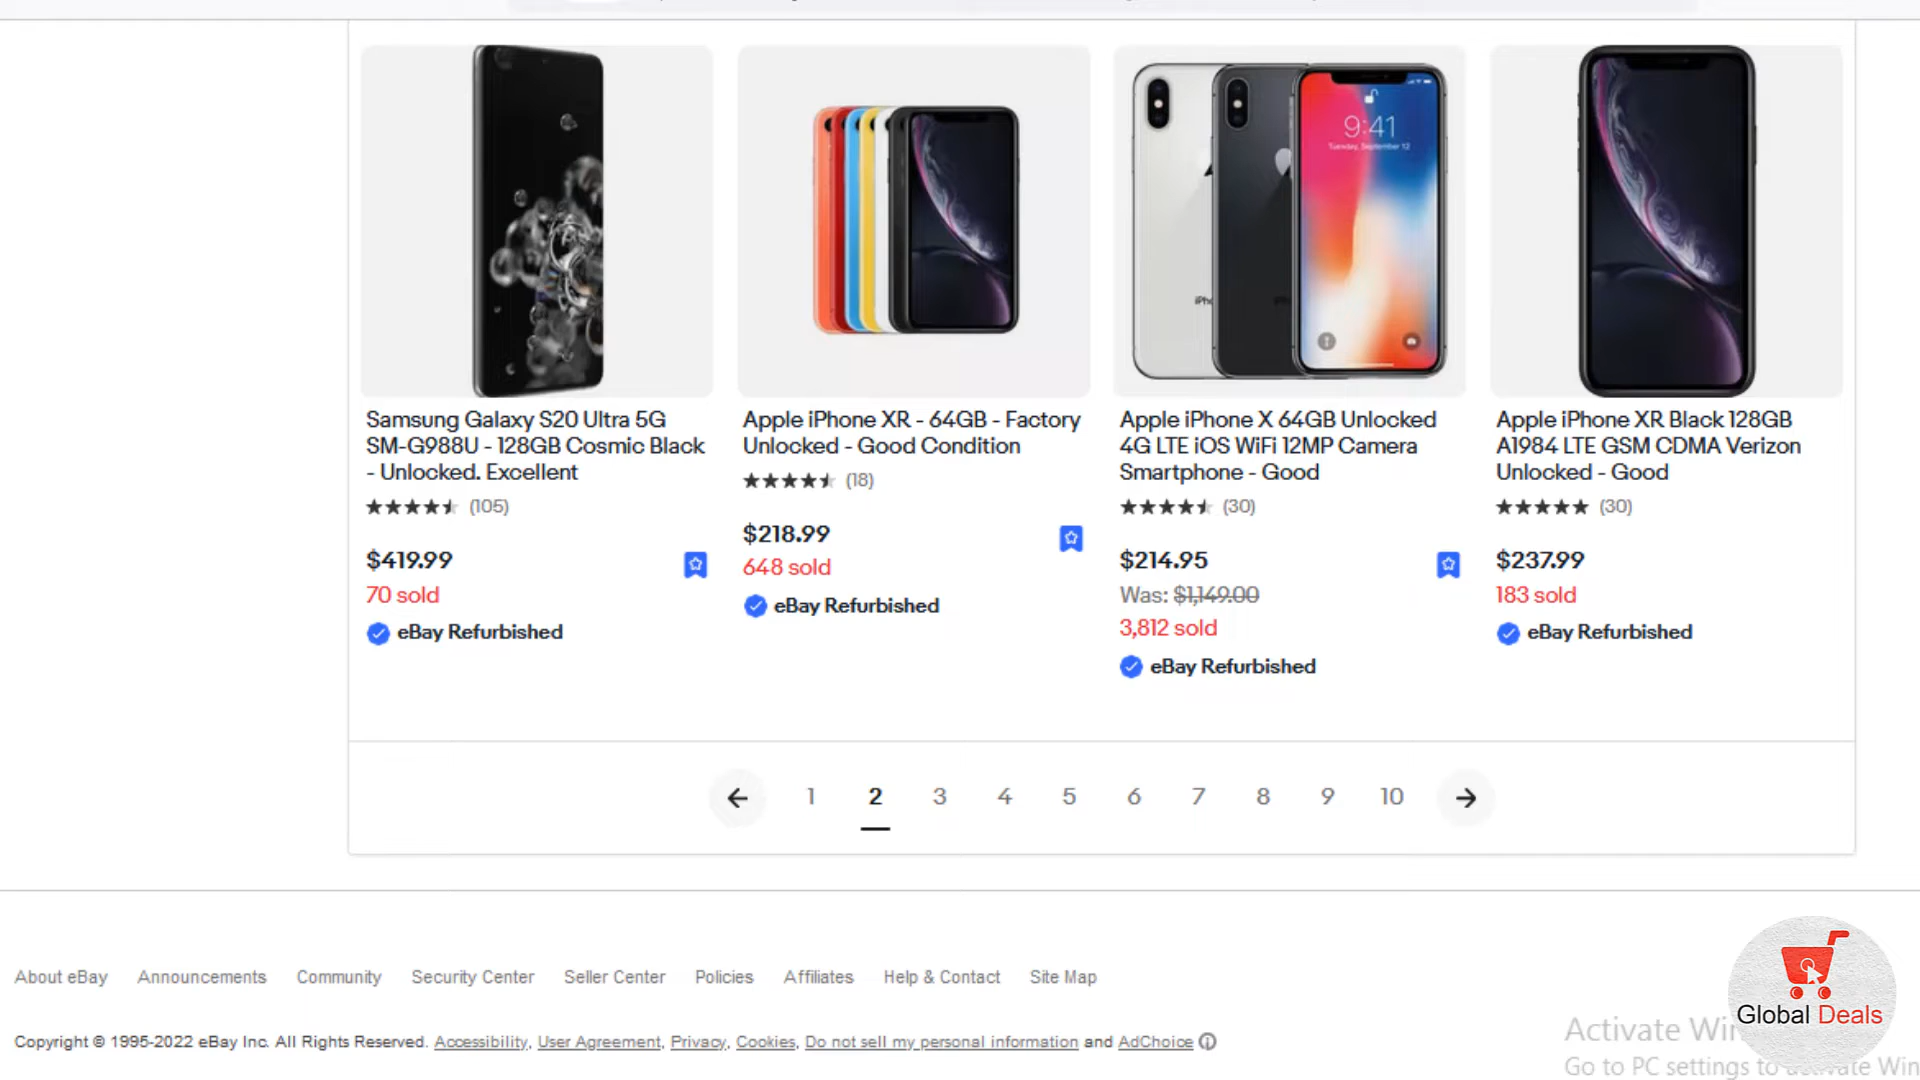 9:41
Tuesday, September 12
Samsung Galaxy S20 Ultra 5G
SM-G988U - 128GB Cosmic Black
- Unlocked. Excellent
(105)
$419.99
70 sold
eBay Refurbished
Apple iPhone XR - 64GB - Factory
Unlocked - Good Condition
(18)
$218.99
648 sold
eBay Refurbished
Apple iPhone X 64GB Unlocked
4G LTE iOS WiFi 12MP Camera
Smartphone - Good
(30)
$214.95
Was: $1,149.00
3,812 sold
eBay Refurbished
Apple iPhone XR Black 128GB
A1984 LTE GSM CDMA Verizon
Unlocked - Good
(30)
$237.99
183 sold
eBay Refurbished
1 2 3 4 5 6 7 8 9 10
About eBay Announcements Community Security Center Seller Center Policies Affiliates Help & Contact Site Map
Copyright © 1995-2022 eBay Inc. All Rights Reserved. Accessibility, User Agreement, Privacy, Cookies, Do not sell my personal information and AdChoice
Global Deals
Activate Win
Go to PC settings to activate Win